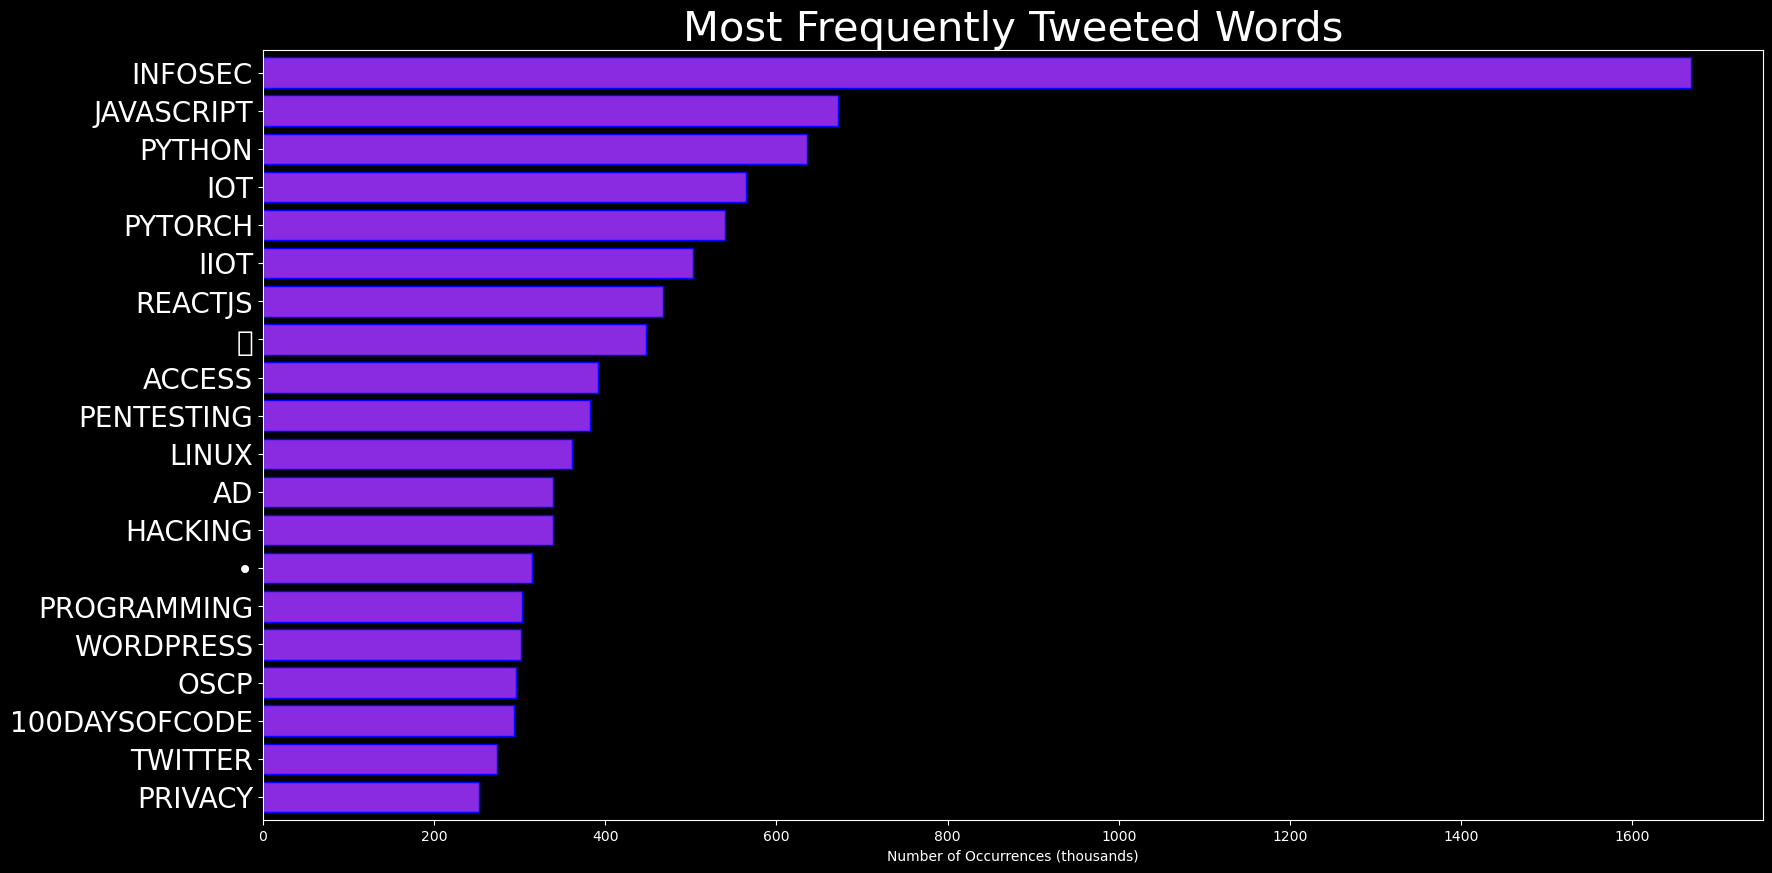 Most Frequently Tweeted Words
INFOSEC
JAVASCRIPT
PYTHON
IOT
PYTORCH
IIOT
REACTJS
ACCESS
PENTESTING
LINUX
AD
HACKING
•
PROGRAMMING
WORDPRESS
OSCP
100DAYSOFCODE
TWITTER
PRIVACY
0 200 400 600 800 1000 1200 1400 1600
Number of Occurrences (thousands)